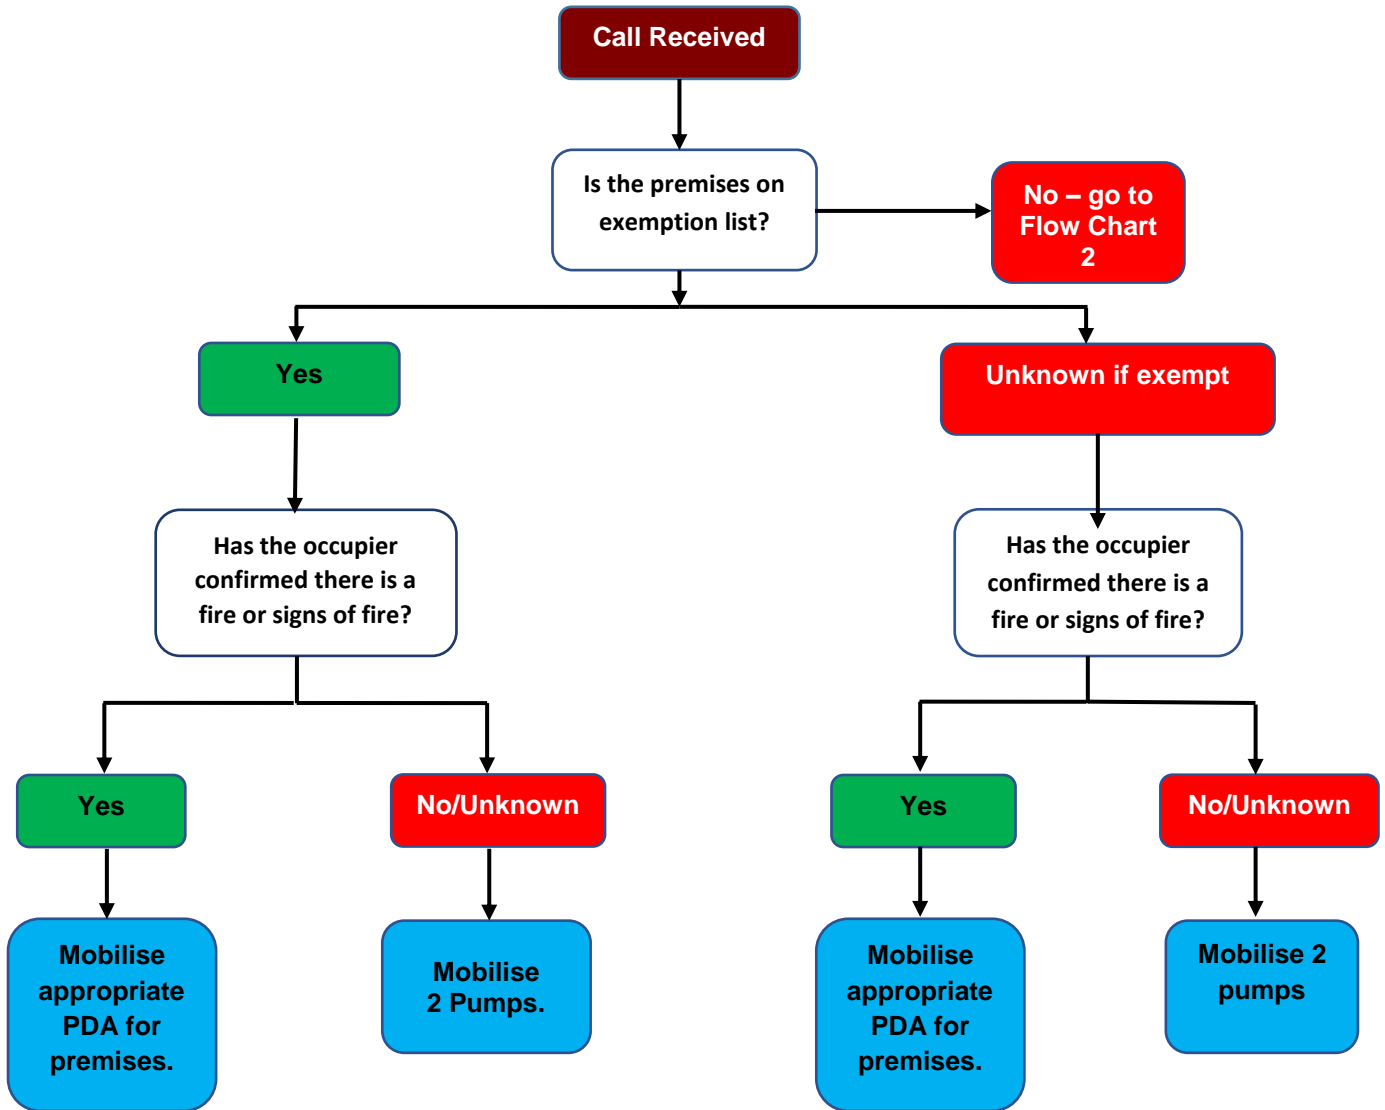 Call Received
Is the premises on
exemption list?
No – go to
Flow Chart
2
Yes
Unknown if exempt
Has the occupier
confirmed there is a
fire or signs of fire?
Has the occupier
confirmed there is a
fire or signs of fire?
Yes
No/Unknown
Yes
No/Unknown
Mobilise
appropriate
PDA for
premises.
Mobilise
2 Pumps.
Mobilise
appropriate
PDA for
premises.
Mobilise 2
pumps